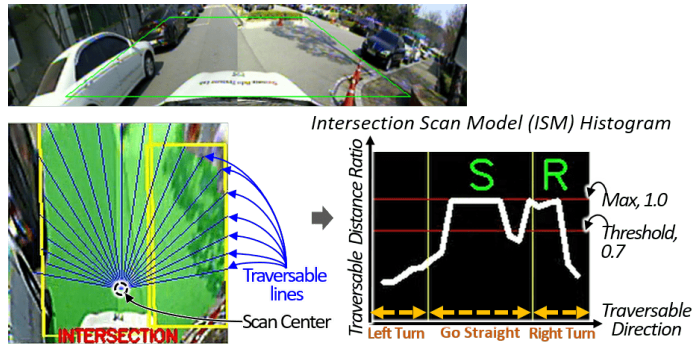 Intersection Scan Model (ISM) Histogram
Traversable Distance Ratio
S R
Max, 1.0
Threshold,
0.7
Traversable
lines
Scan Center
INTERSECTION
Left Turn Go Straight Right Turn
Traversable
Direction